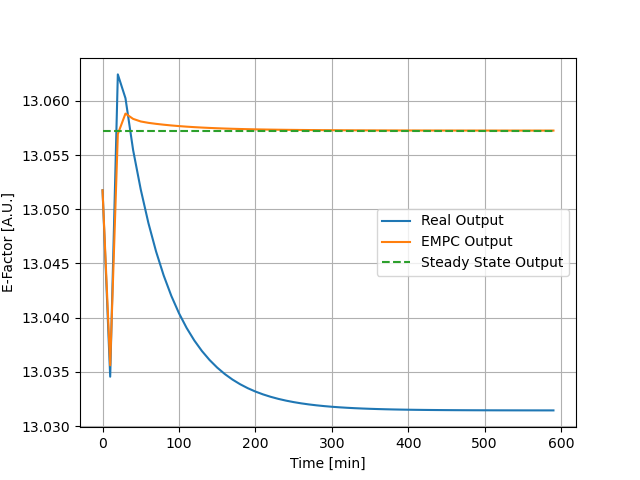 E-Factor [A.U.]
13.060
13.055
13.050
13.045
13.040
13.035
13.030
Real Output
EMPC Output
Steady State Output
0 100 200 300 400 500 600
Time [min]